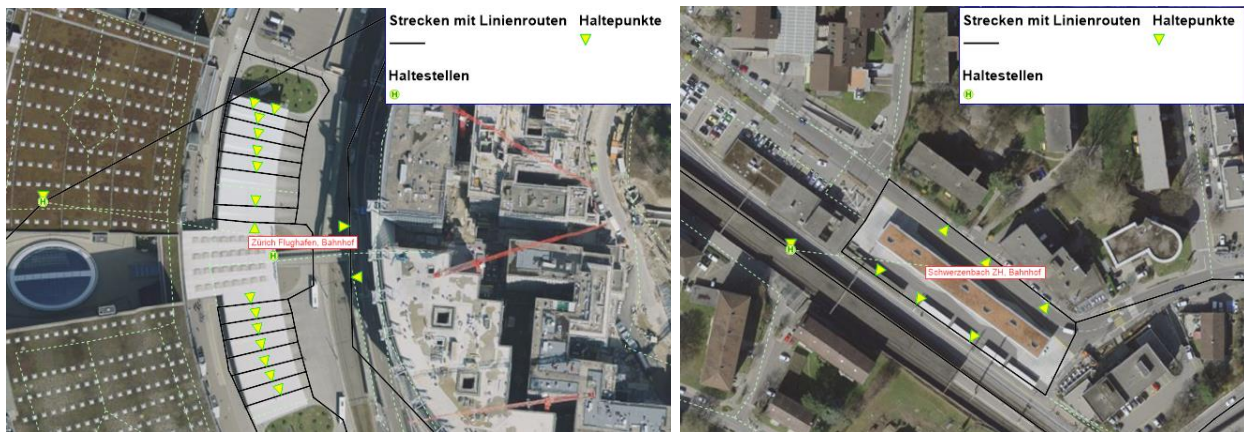 Strecken mit Linienrouten Haltepunkte
Haltestellen
H
H
Zürich Flughafen, Bahnhof
H
Strecken mit Linienrouten Haltepunkte
Haltestellen
H
H
Schwerzenbach ZH, Bahnhof